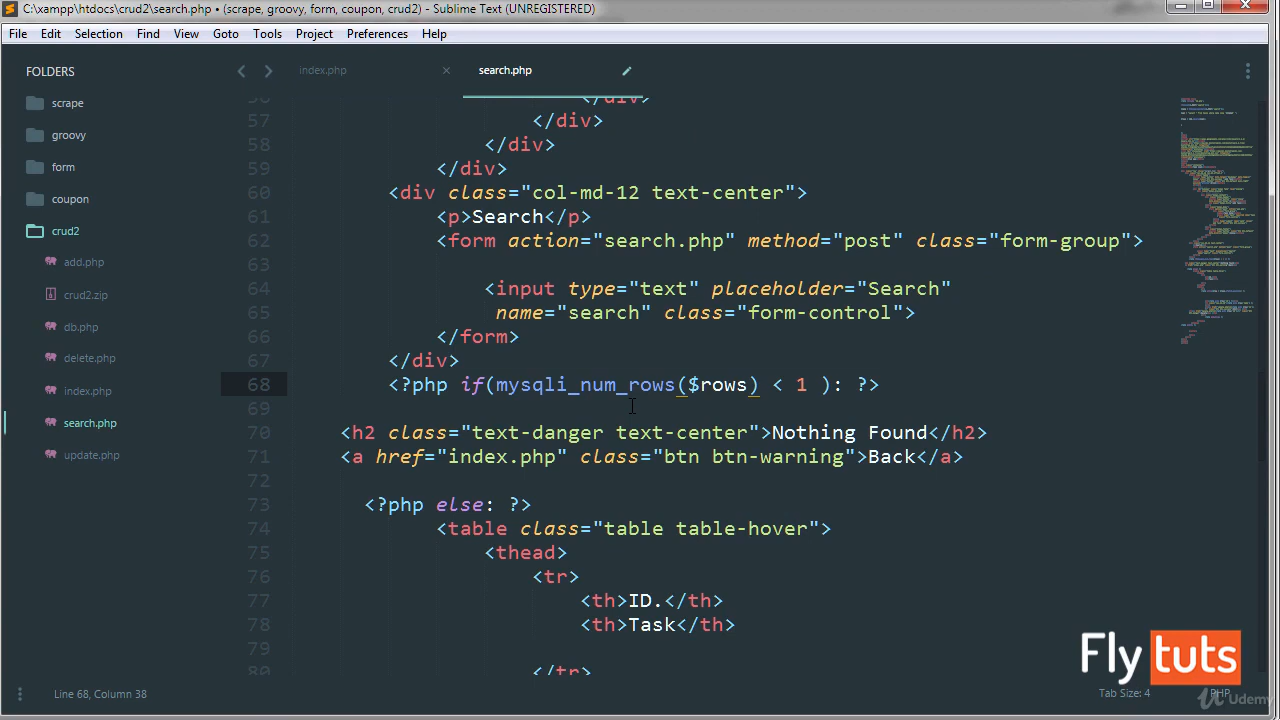 C:\xampp\htdocs\crud2\search.php • (scrape, groovy, form, coupon, crud2) - Sublime Text (UNREGISTERED)
File Edit Selection Find View Goto Tools Project Preferences Help
FOLDERS
scrape
groovy
form
coupon
crud2
add.php
crud2.zip
db.php
delete.php
index.php
search.php
update.php
index.php × search.php
56 </div>
57 </div>
58 </div>
59 </div>
60 <div class="col-md-12 text-center">
61 <p>Search</p>
62 <form action="search.php" method="post" class="form-group">
63
64 <input type="text" placeholder="Search"
65 name="search" class="form-control">
66 </form>
67 </div>
68 <?php if(mysqli_num_rows($rows) < 1 ): ?>
69
70 <h2 class="text-danger text-center">Nothing Found</h2>
71 <a href="index.php" class="btn btn-warning">Back</a>
72
73 <?php else: ?>
74 <table class="table table-hover">
75 <thead>
76 <tr>
77 <th>ID.</th>
78 <th>Task</th>
79
80 </tr>
Fly tuts
Line 68, Column 38
Tab Size: 4 PHP
Udemy